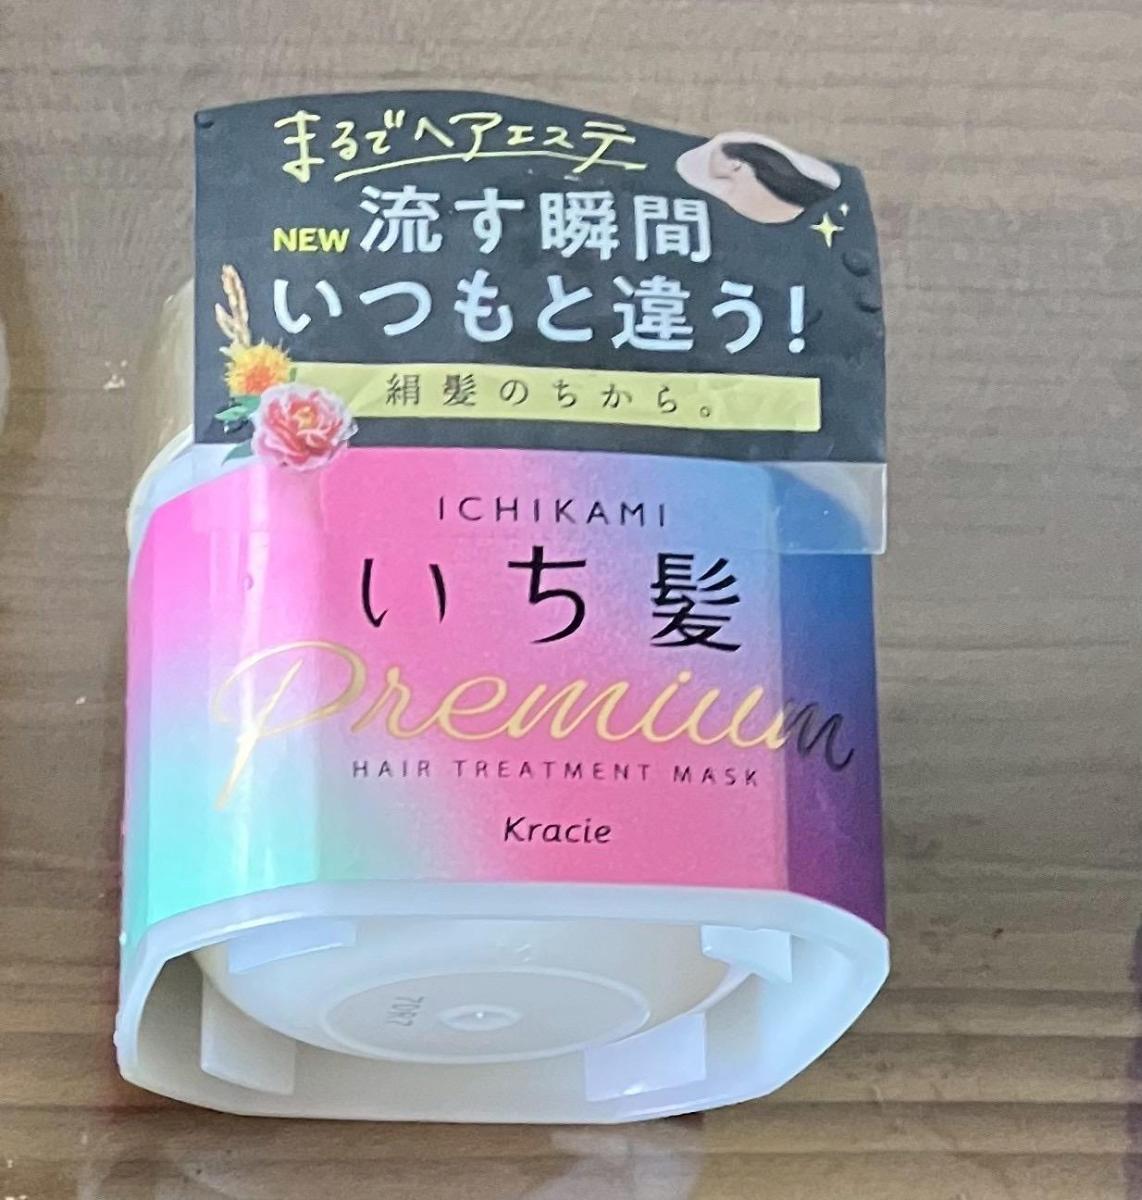 まるでヘアエステ
NEW 流す瞬間
いつもと違う!
絹髪のちから。
ICHIKAMI
いち髪
Premium
HAIR TREATMENT MASK
Kracie